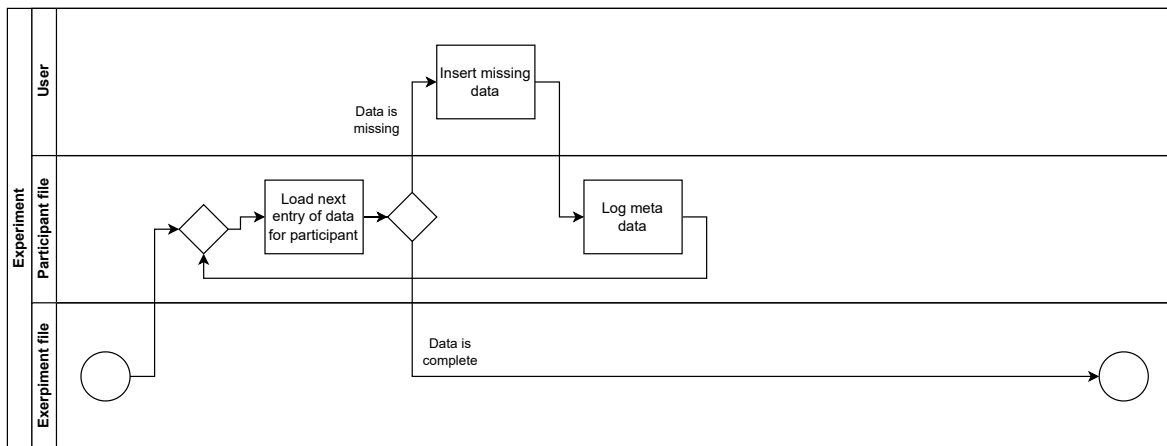 Experiment
User
Participant file
Exerpiment file
Insert missing
data
Data is
missing
Load next
entry of data
for participant
Log meta
data
Data is
complete